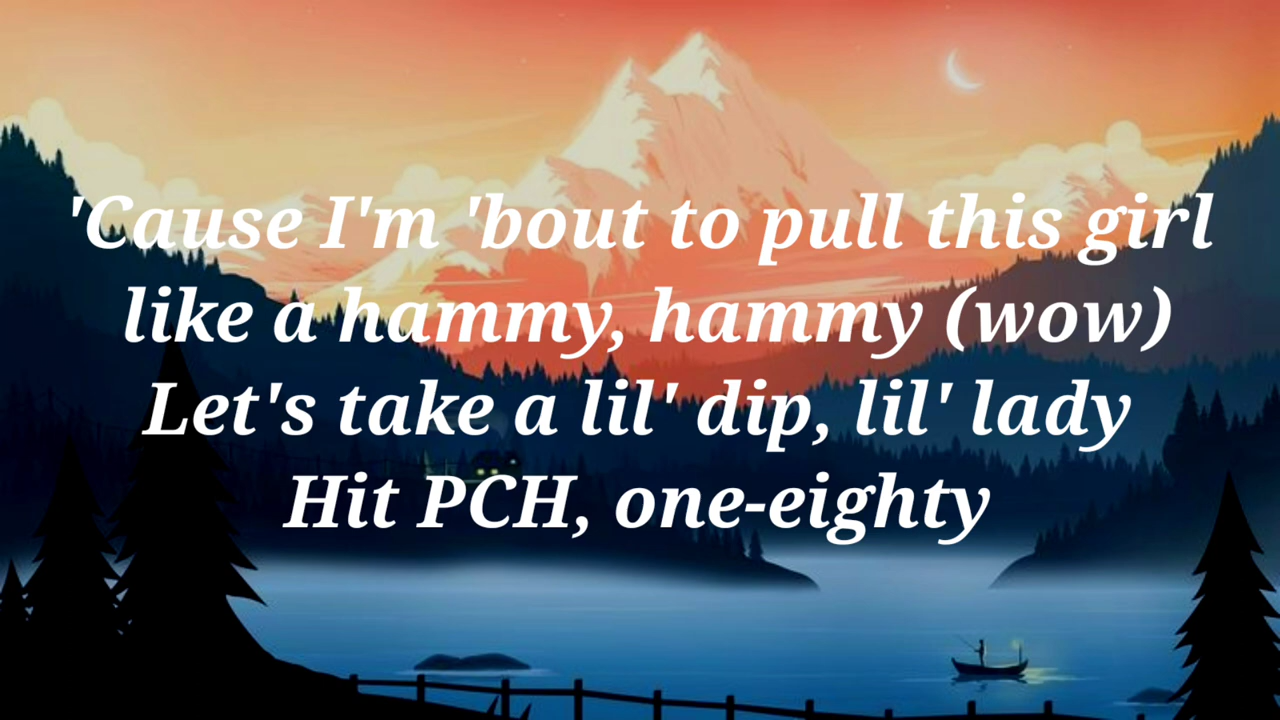 'Cause I'm 'bout to pull this girl
like a hammy, hammy (wow)
Let's take a lil' dip, lil' lady
Hit PCH, one-eighty